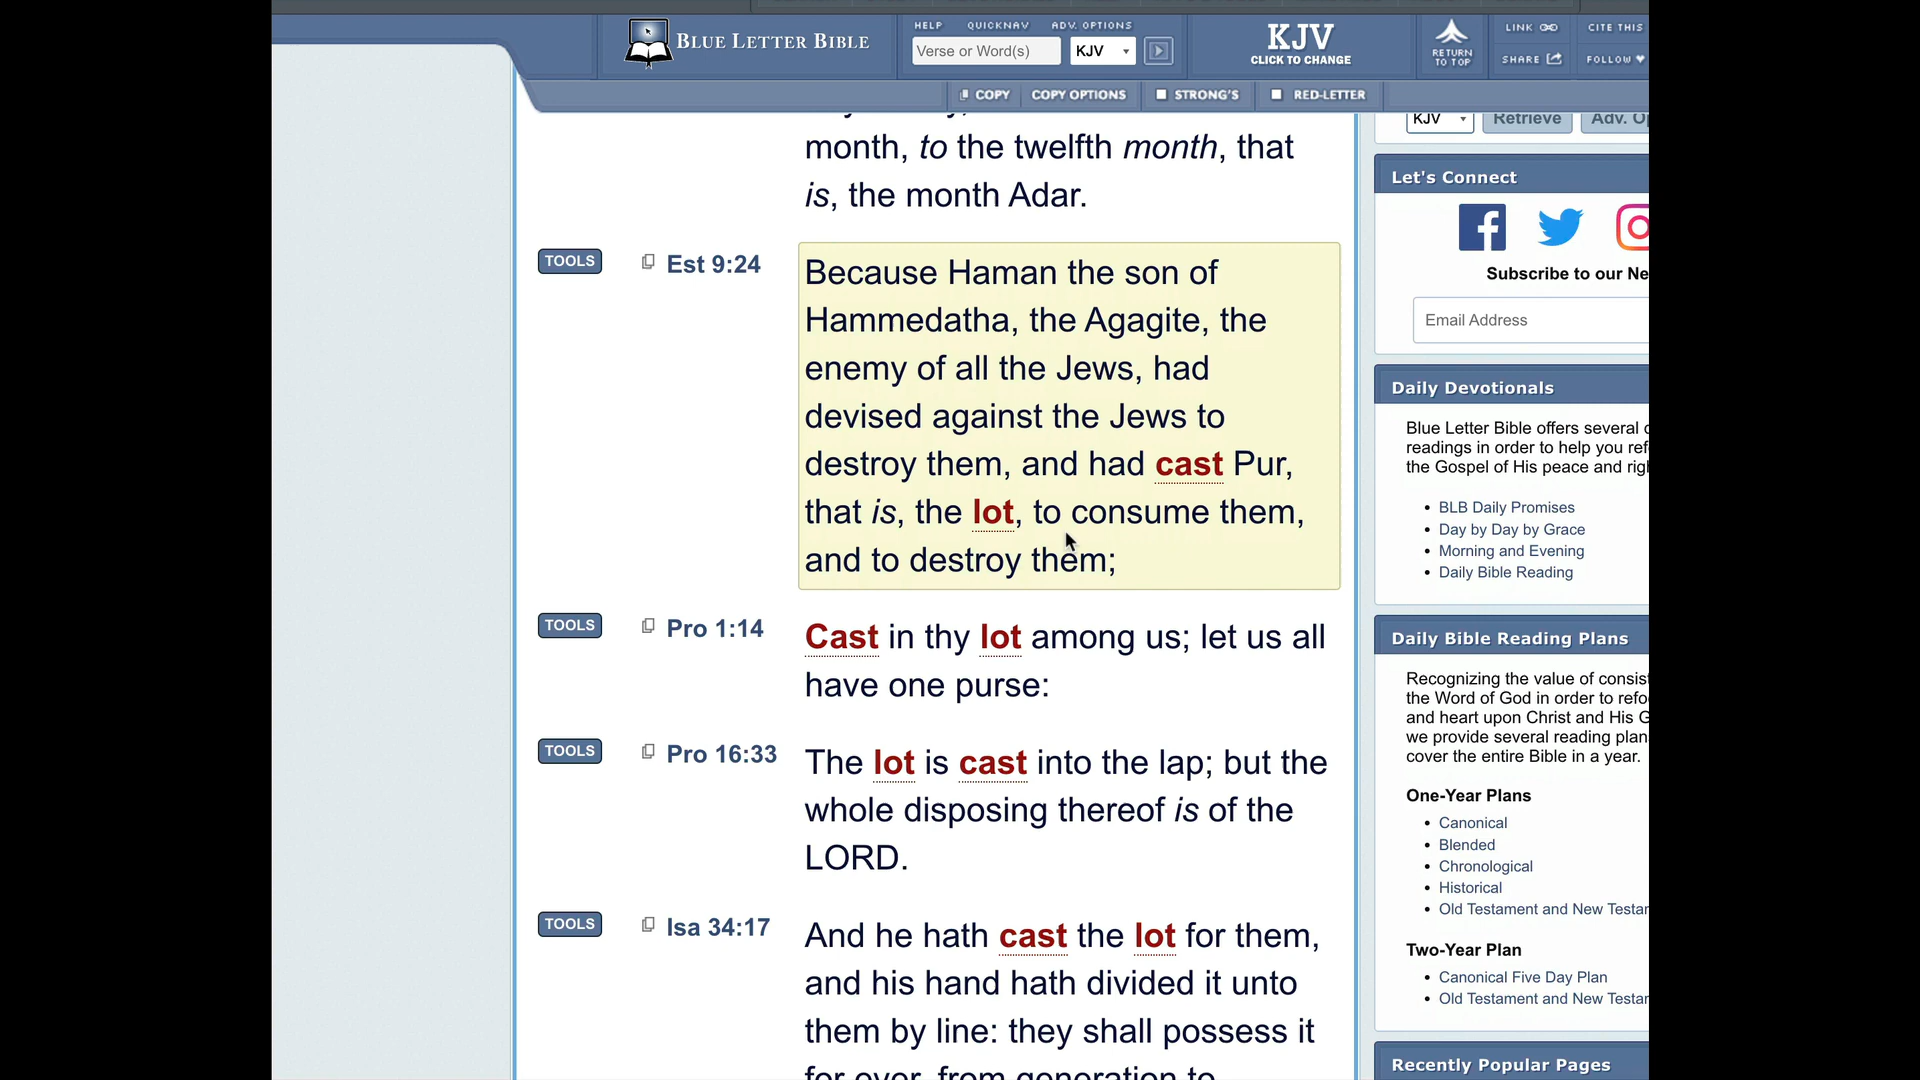 HELP QUICKNAV ADV. OPTIONS
BLUE LETTER BIBLE
Verse or Word(s)
KJV
KJV
CLICK TO CHANGE
RETURN
TO TOP
LINK
CITE THIS
SHARE
FOLLOW
COPY
COPY OPTIONS
STRONG'S
RED-LETTER
month, to the twelfth month, that
is, the month Adar.
TOOLS
Est 9:24
Because Haman the son of
Hammedatha, the Agagite, the
enemy of all the Jews, had
devised against the Jews to
destroy them, and had cast Pur,
that is, the lot, to consume them,
and to destroy them;
TOOLS
Pro 1:14
Cast in thy lot among us; let us all
have one purse:
TOOLS
Pro 16:33
The lot is cast into the lap; but the
whole disposing thereof is of the
LORD.
TOOLS
Isa 34:17
And he hath cast the lot for them,
and his hand hath divided it unto
them by line: they shall possess it
for ever, from generation to
KJV
Retrieve
Adv.
Let's Connect
Subscribe to our
Email Address
Daily Devotionals
Blue Letter Bible offers several
readings in order to help you
the Gospel of His peace and
BLB Daily Promises
Day by Day by Grace
Morning and Evening
Daily Bible Reading
Daily Bible Reading Plans
Recognizing the value of
the Word of God in order to
and heart upon Christ and His
we provide several reading
cover the entire Bible in a year.
One-Year Plans
Canonical
Blended
Chronological
Historical
Old Testament and New
Two-Year Plan
Canonical Five Day Plan
Old Testament and New
Recently Popular Pages